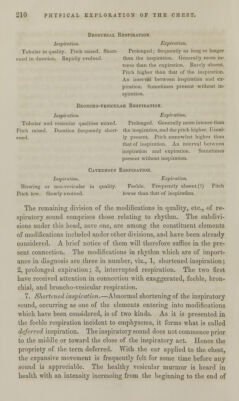 210 PHYSICAL EXPLORATION OF THE CHEST.
BRONCHIAL RESPIRATION.
Inspiration.
Tubular in quality. Pitch raised. Shortened in duration. Rapidly evolved.
Expiration.
Prolonged; frequently as long or longer
than the inspiration. Generally more intense than the expiration. Rarely absent.
Pitch higher than that of the inspiration.
An interval between inspiration and expiration. Sometimes present without inspiration.
BRONCHO-VESICULAR RESPIRATION.
Inspiration.
Tubular and vesicular qualities mixed.
Pitch raised. Duration frequently shortened.
Expiration.
Prolonged. Generally more intense than
the inspiration, and the pitch higher. Usually present. Pitch somewhat higher than
that of inspiration. An interval between
inspiration and expiration. Sometimes
present without inspiration.
CAVERNOUS RESPIRATION.
Inspiration.
Blowing or non-vesicular in quality.
Pitch low. Slowly evolved.
Expiration.
Feeble. Frequently absent(?) Pitch
lower than that of inspiration.
The remaining division of the modifications in quality, etc., of re-
spiratory sound comprises those relating to rhythm. The subdivi-
sions under this head, save one, are among the constituent elements
of modifications included under other divisions, and have been already
considered. A brief notice of them will therefore suffice in the pre-
sent connection. The modifications in rhythm which are of import-
ance in diagnosis are three in number, viz., 1, shortened inspiration;
2, prolonged expiration; 3, interrupted respiration. The two first
have received attention in connection with exaggerated, feeble, bron-
chial, and broncho-vesicular respiration.
7. Shortened inspiration.—Abnormal shortening of the inspiratory
sound, occurring as one of the elements entering into modifications
which have been considered, is of two kinds. As it is presented in
the feeble respiration incident to emphysema, it forms what is called
deferred inspiration. The inspiratory sound does not commence prior
to the middle or toward the close of the inspiratory act. Hence the
propriety of the term deferred. With the ear applied to the chest,
the expansive movement is frequently felt for some time before any
sound is appreciable. The healthy vesicular murmur is heard in
health with an intensity increasing from the beginning to the end of